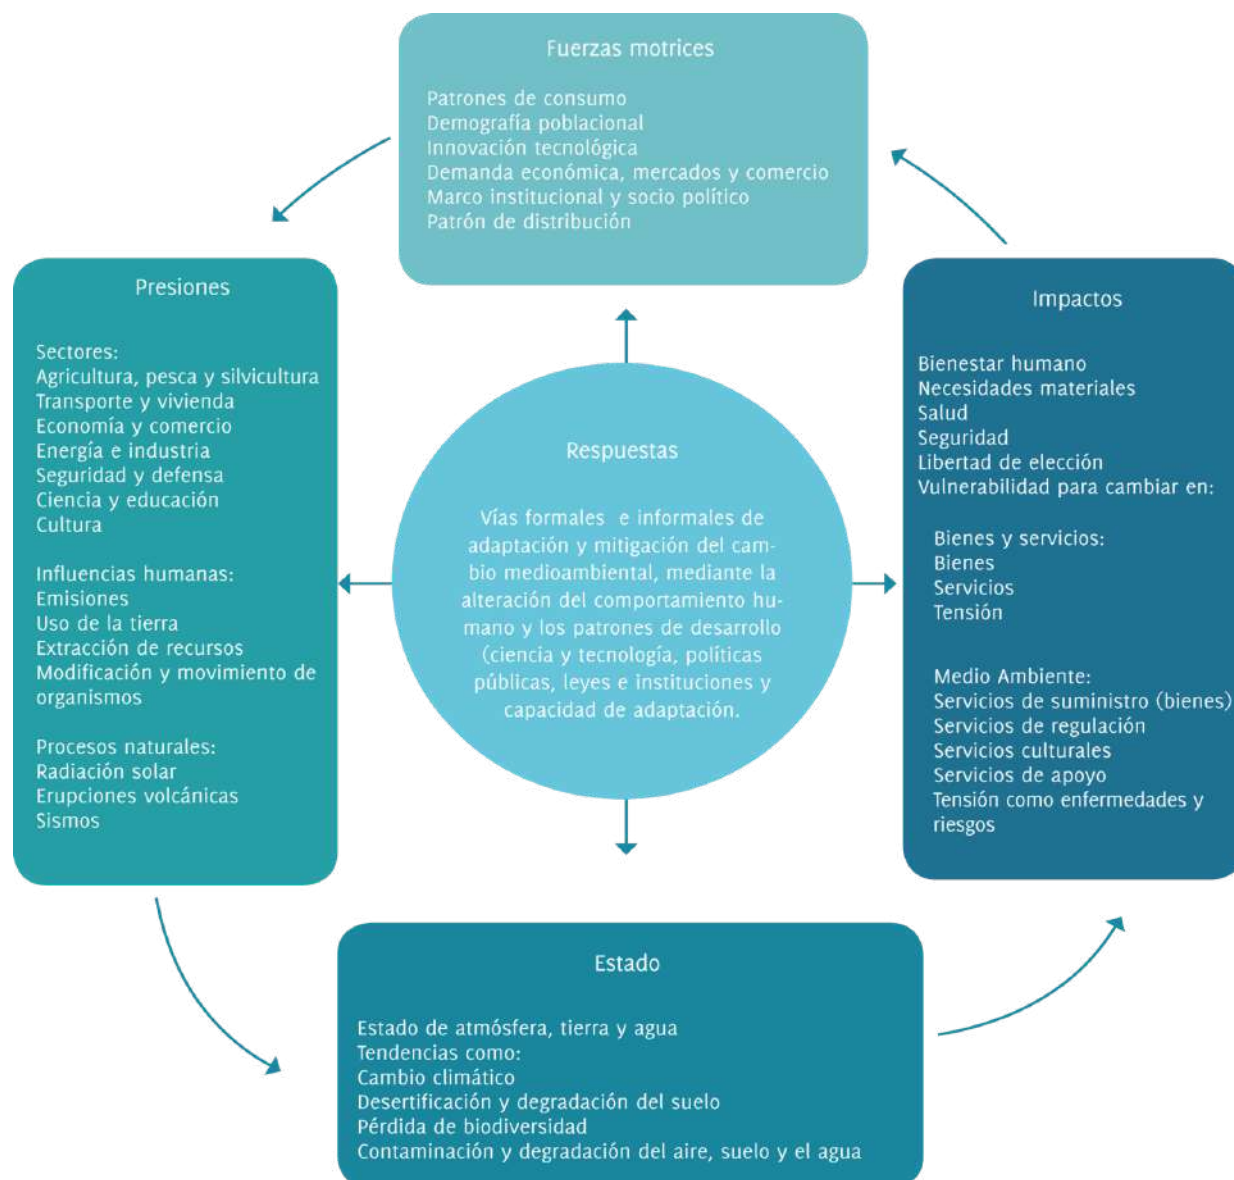 Fuerzas motrices
Patrones de consumo
Demografía poblacional
Innovación tecnológica
Demanda económica, mercados y comercio
Marco institucional y socio político
Patrón de distribución
Presiones
Sectores:
Agricultura, pesca y silvicultura
Transporte y vivienda
Economía y comercio
Energía e industria
Seguridad y defensa
Ciencia y educación
Cultura
Influencias humanas:
Emisiones
Uso de la tierra
Extracción de recursos
Modificación y movimiento de
organismos
Procesos naturales:
Radiación solar
Erupciones volcánicas
Sismos
Respuestas
Vías formales e informales de
adaptación y mitigación del cam-
bio medioambiental, mediante la
alteración del comportamiento hu-
mano y los patrones de desarrollo
(ciencia y tecnología, políticas
públicas, leyes e instituciones y
capacidad de adaptación.
Impactos
Bienestar humano
Necesidades materiales
Salud
Seguridad
Libertad de elección
Vulnerabilidad para cambiar en:
Bienes y servicios:
Bienes
Servicios
Tensión
Medio Ambiente:
Servicios de suministro (bienes)
Servicios de regulación
Servicios culturales
Servicios de apoyo
Tensión como enfermedades y
riesgos
Estado
Estado de atmósfera, tierra y agua
Tendencias como:
Cambio climático
Desertificación y degradación del suelo
Pérdida de biodiversidad
Contaminación y degradación del aire, suelo y el agua